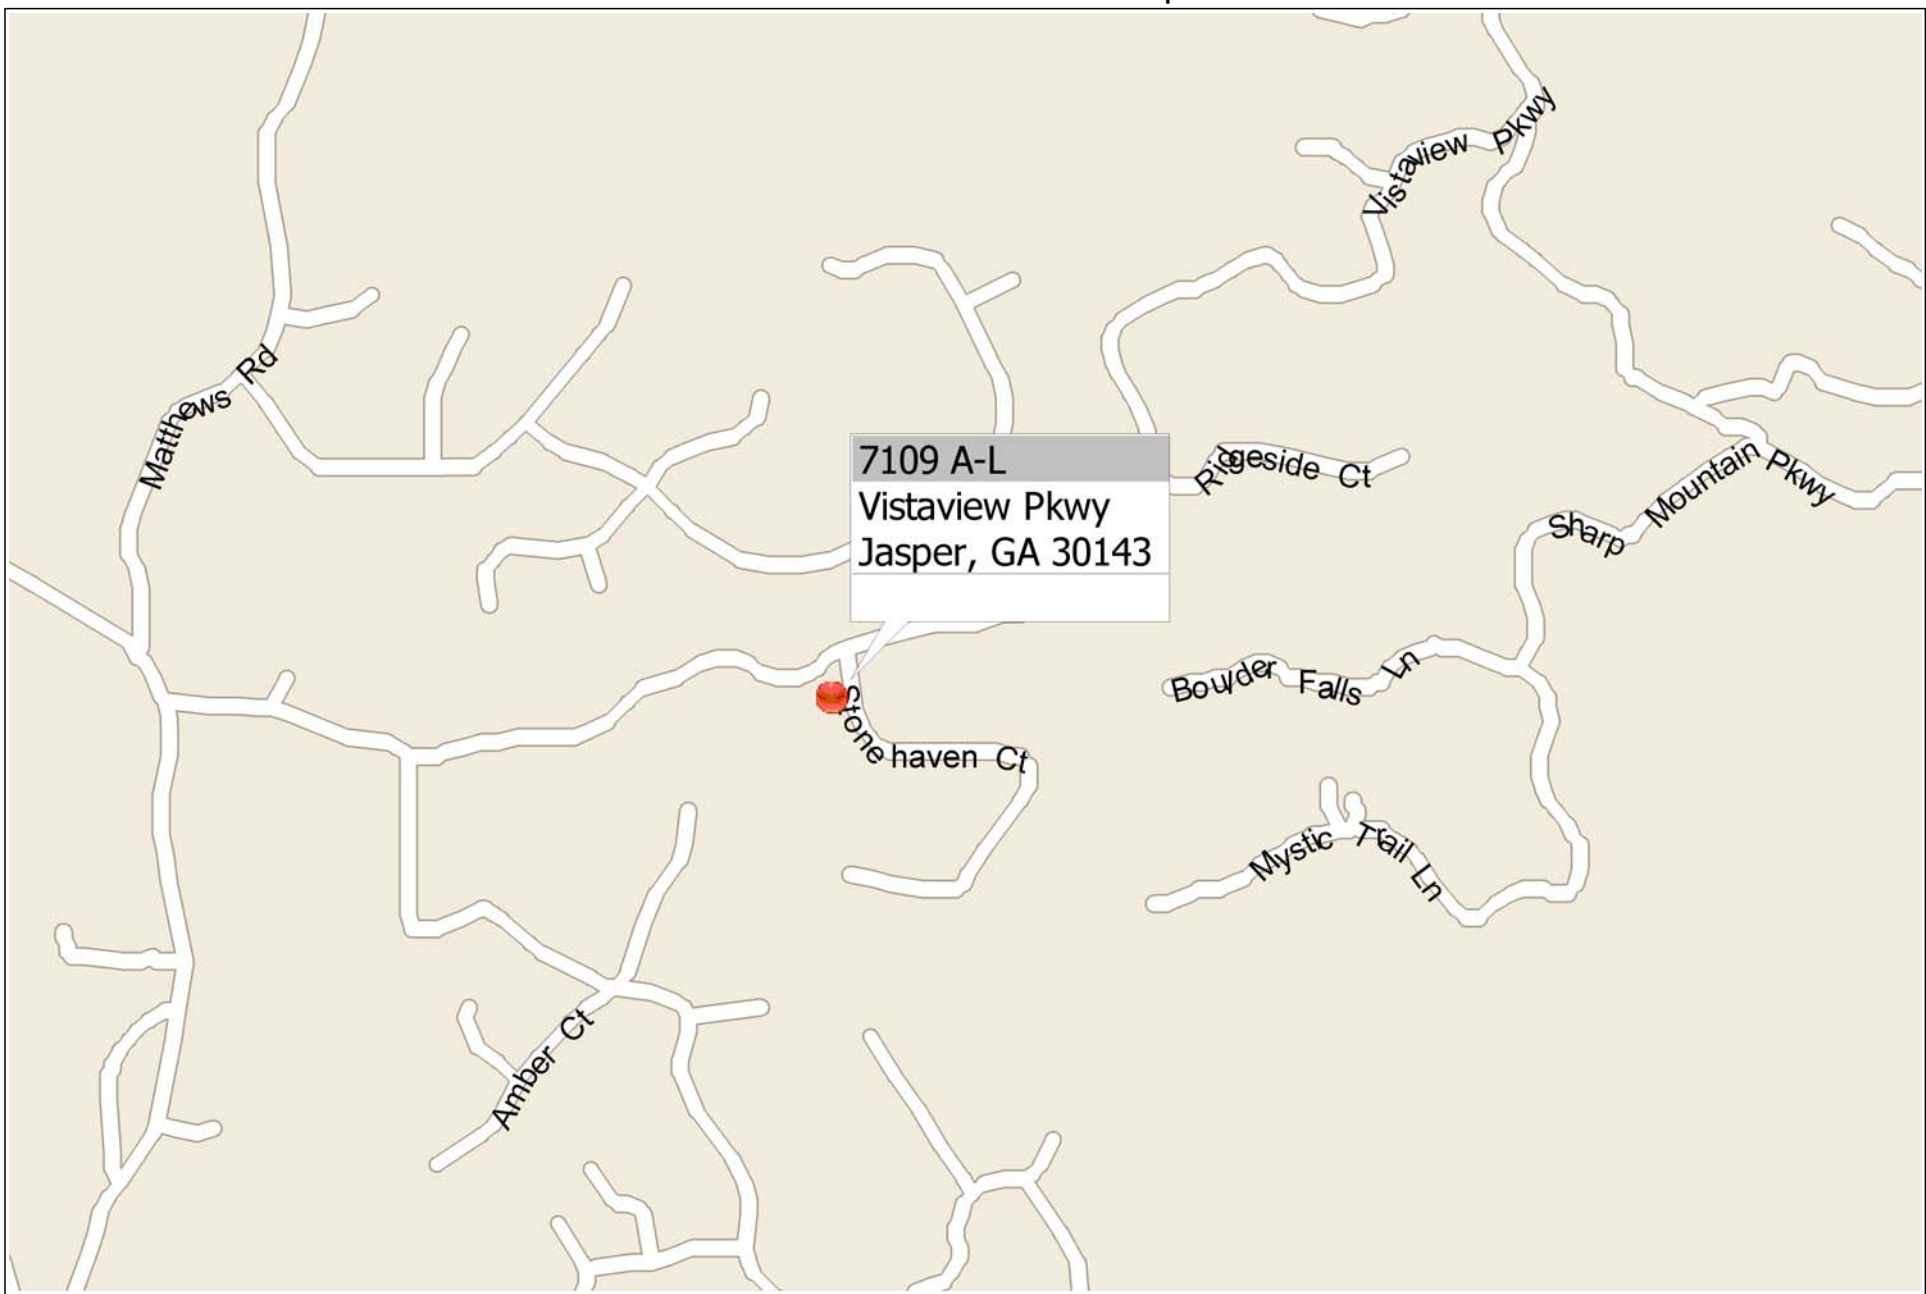 Vistaview Pkwy
Matthews Rd
7109 A-L
Vistaview Pkwy
Jasper, GA 30143
Ridgeside Ct
Sharp Mountain Pkwy
Boulder Falls Ln
Stonehaven Ct
Mystic Trail Ln
Amber Ct